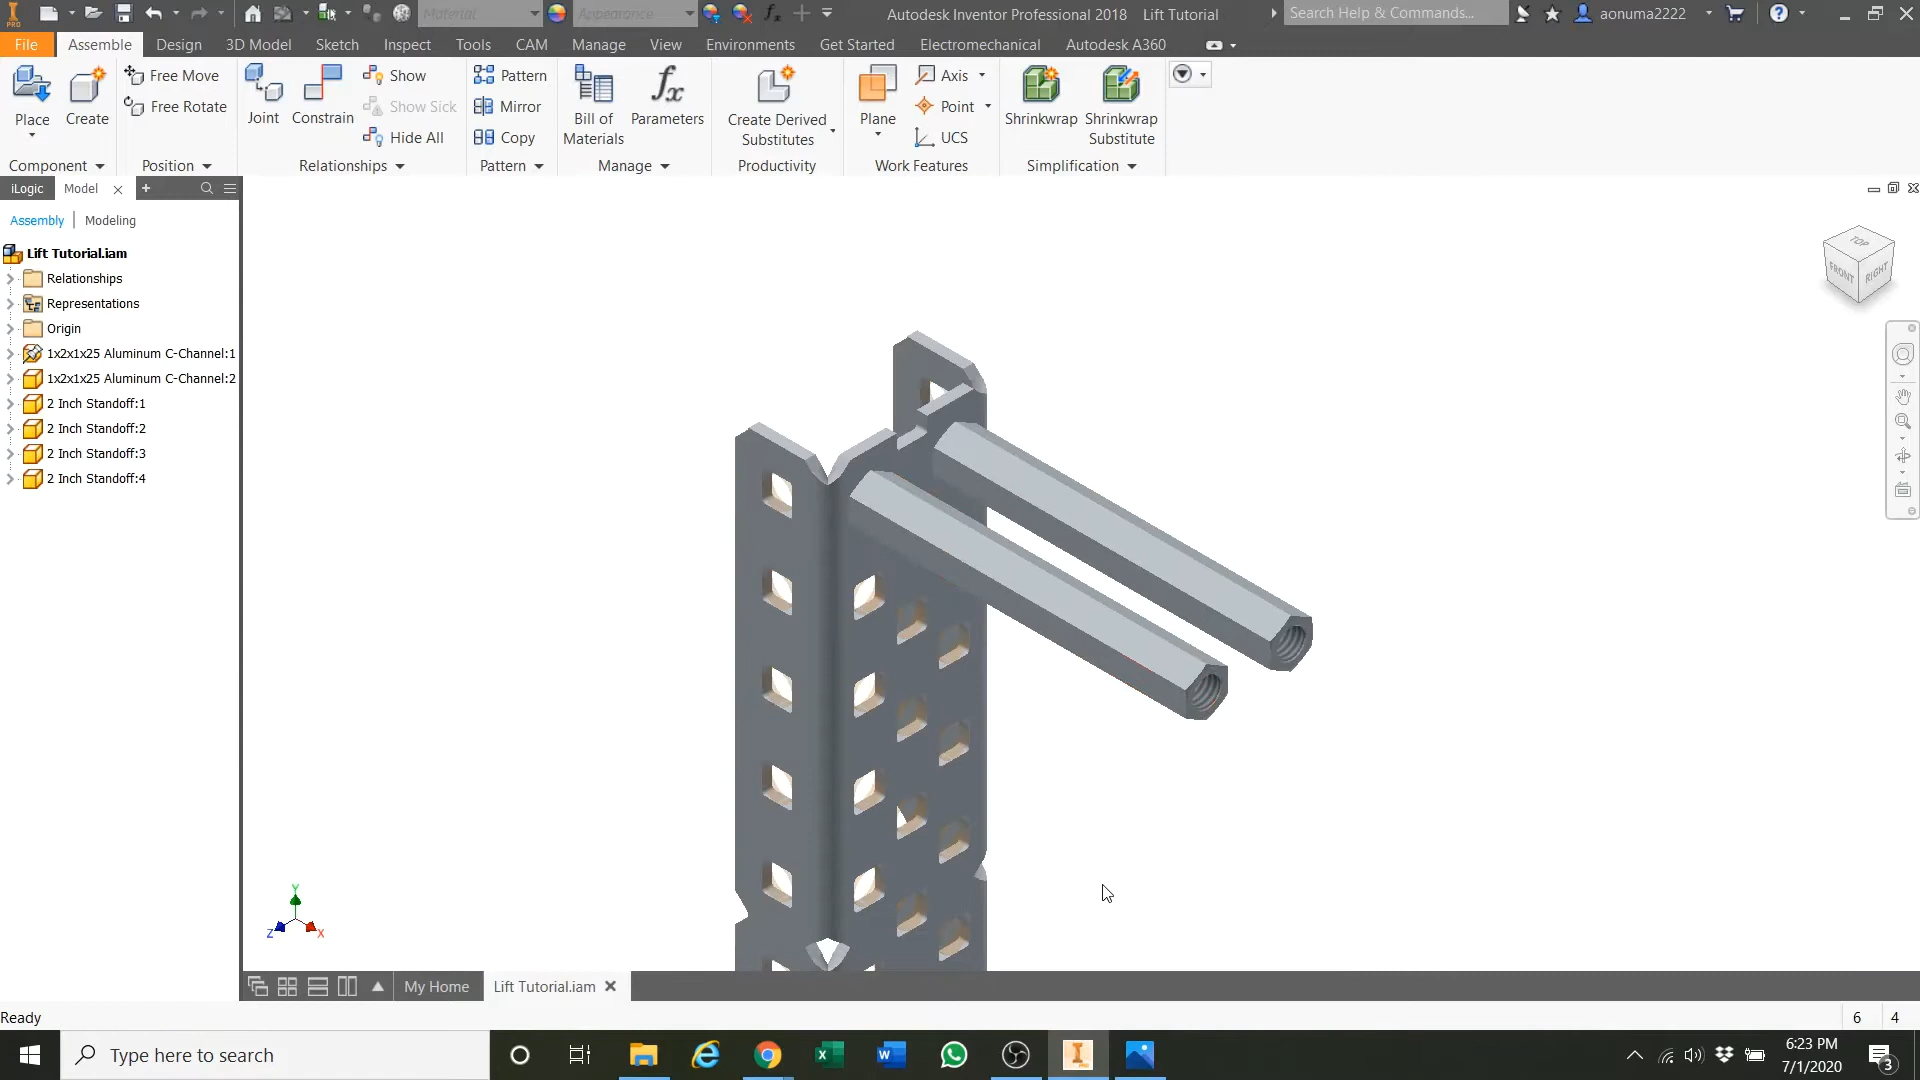 PRO
Material
Appearance
Autodesk Inventor Professional 2018 Lift Tutorial
Search Help & Commands...
aonuma2222
File Assemble Design 3D Model Sketch Inspect Tools CAM Manage View Environments Get Started Electromechanical Autodesk A360
Place
Create
Free Move
Free Rotate
Joint
Constrain
Show
Show Sick
Hide All
Pattern
Mirror
Copy
Bill of
Materials
fx
Parameters
Create Derived
Substitutes
Plane
Axis
Point
UCS
Shrinkwrap
Shrinkwrap
Substitute
Component Position Relationships Pattern Manage Productivity Work Features Simplification
iLogic Model
Assembly Modeling
Lift Tutorial.iam
Relationships
Representations
Origin
1x2x1x25 Aluminum C-Channel:1
1x2x1x25 Aluminum C-Channel:2
2 Inch Standoff:1
2 Inch Standoff:2
2 Inch Standoff:3
2 Inch Standoff:4
TOP
FRONT
RIGHT
Y
Z
X
My Home
Lift Tutorial.iam
Ready
6 4
Type here to search
6:23 PM
7/1/2020
3